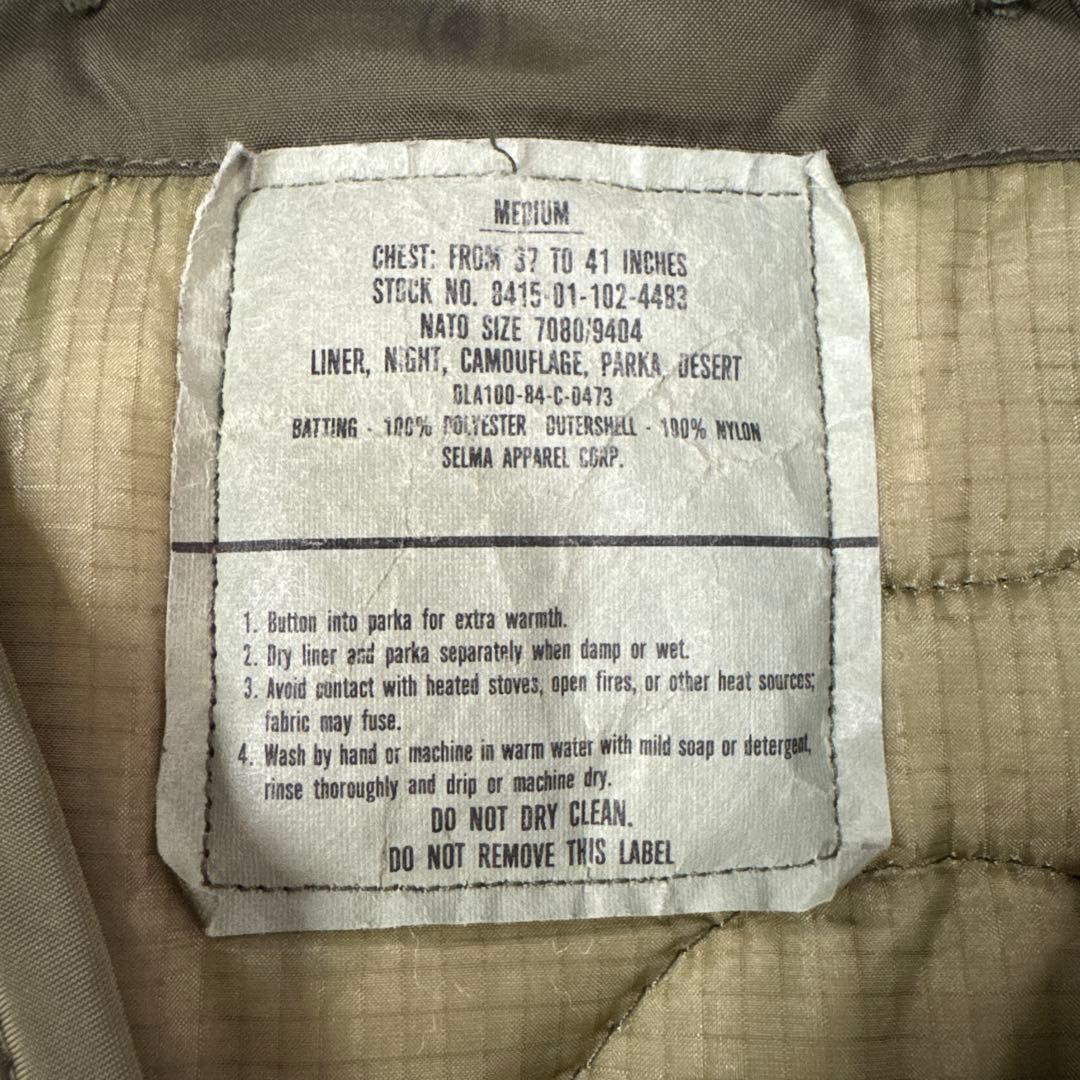 MEDIUM
CHEST: FROM 37 TO 41 INCHES
STOCK NO. 8415-01-102-4483
NATO SIZE 7080/9404
LINER, NIGHT, CAMOUFLAGE, PARKA, DESERT
DLA100-84-C-0473
BATTING - 100% POLYESTER OUTERSHELL - 100% NYLON
SELMA APPAREL CORP.
1. Button into parka for extra warmth.
2. Dry liner and parka separately when damp or wet.
3. Avoid contact with heated stoves, open fires, or other heat sources;
fabric may fuse.
4. Wash by hand or machine in warm water with mild soap or detergent,
rinse thoroughly and drip or machine dry.
DO NOT DRY CLEAN.
DO NOT REMOVE THIS LABEL